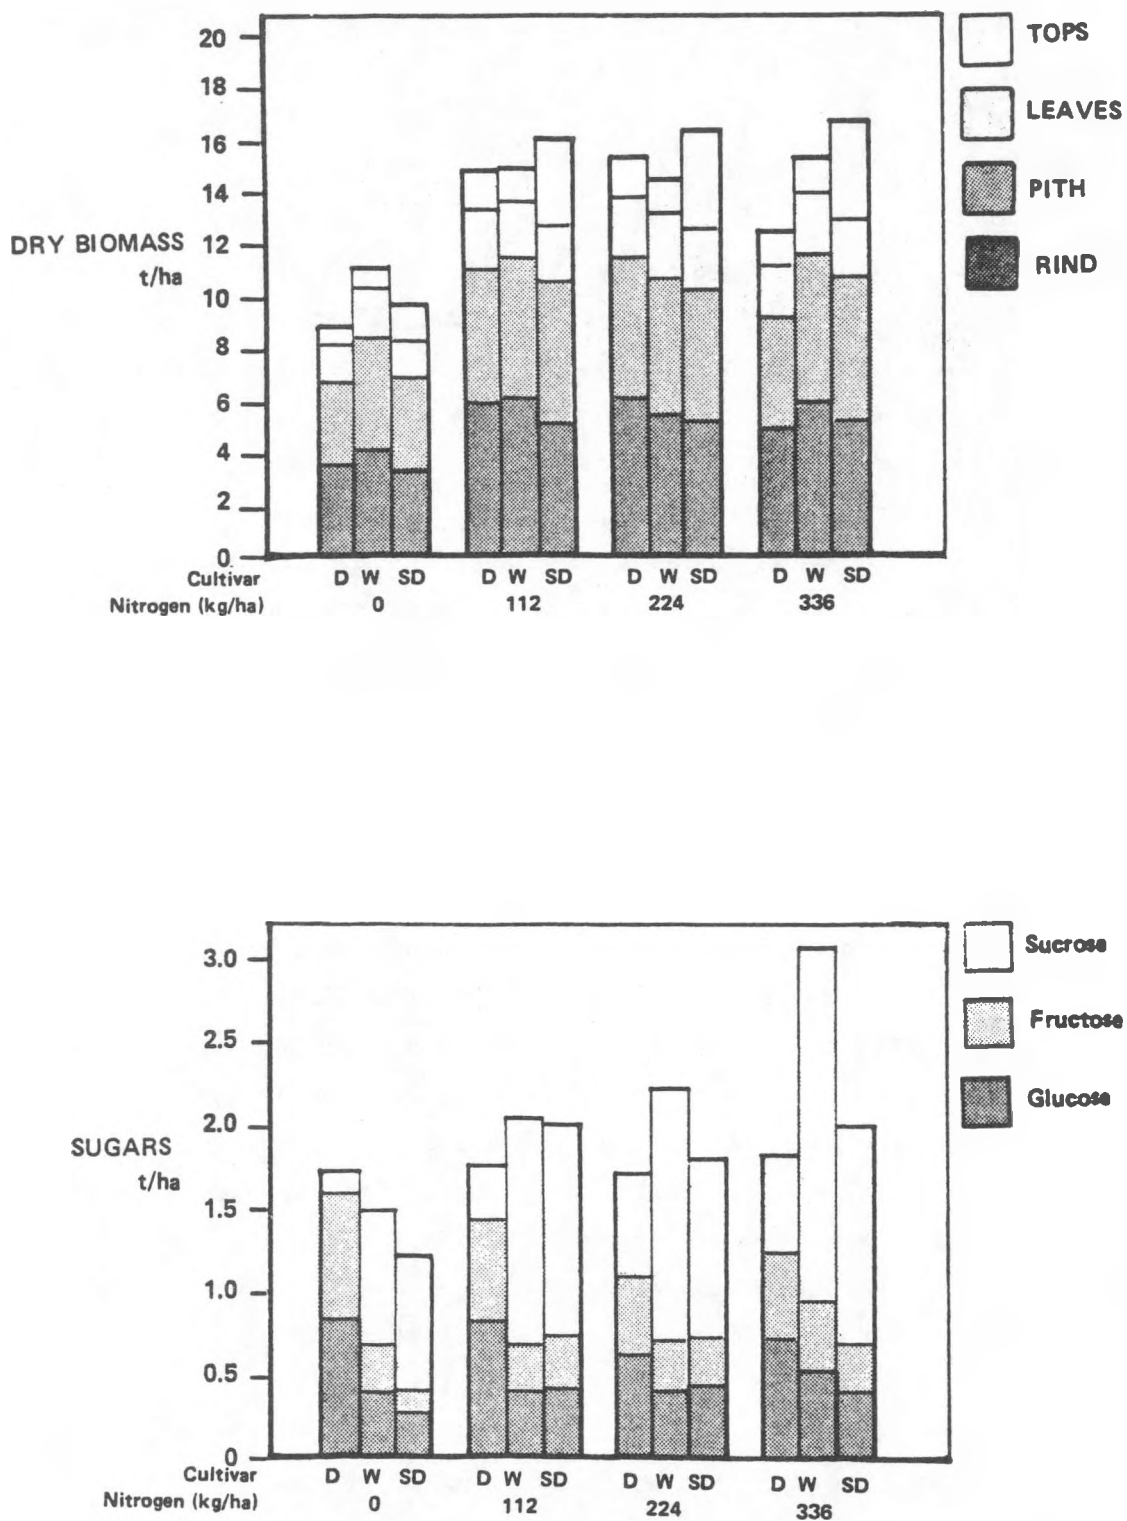 20
18
16
14
12
10
8
6
4
2
0
DRY BIOMASS
t/ha
TOPS
LEAVES
PITH
RIND
Cultivar D W SD D W SD D W SD D W SD
Nitrogen (kg/ha) 0 112 224 336
3.0
2.5
2.0
1.5
1.0
0.5
0
SUGARS
t/ha
Sucrose
Fructose
Glucose
Cultivar D W SD D W SD D W SD D W SD
Nitrogen (kg/ha) 0 112 224 336